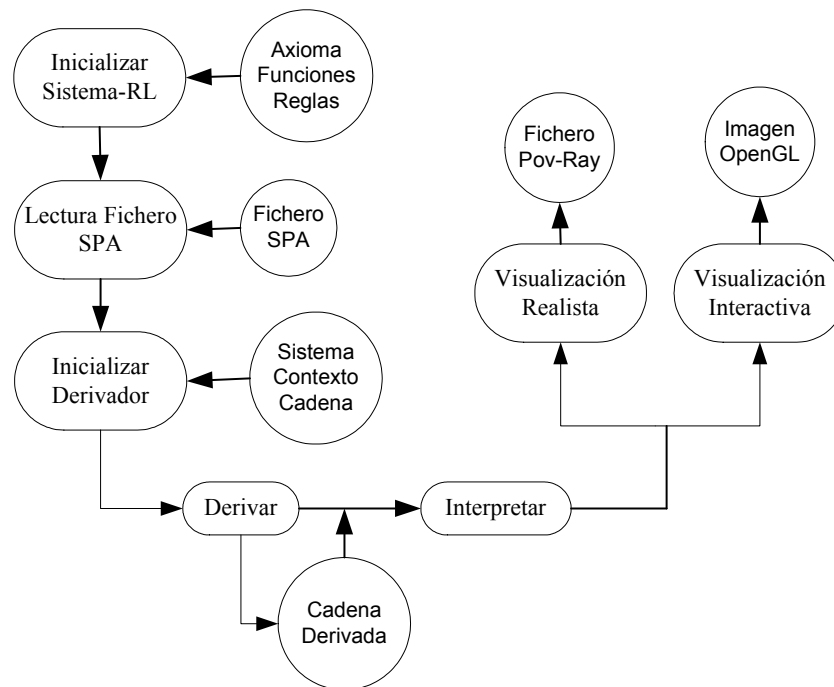 Inicializar
Sistema-RL
Axioma
Funciones
Reglas
Lectura Fichero
SPA
Fichero
SPA
Inicializar
Derivador
Sistema
Contexto
Cadena
Fichero
Pov-Ray
Imagen
OpenGL
Visualización
Realista
Visualización
Interactiva
Derivar
Interpretar
Cadena
Derivada